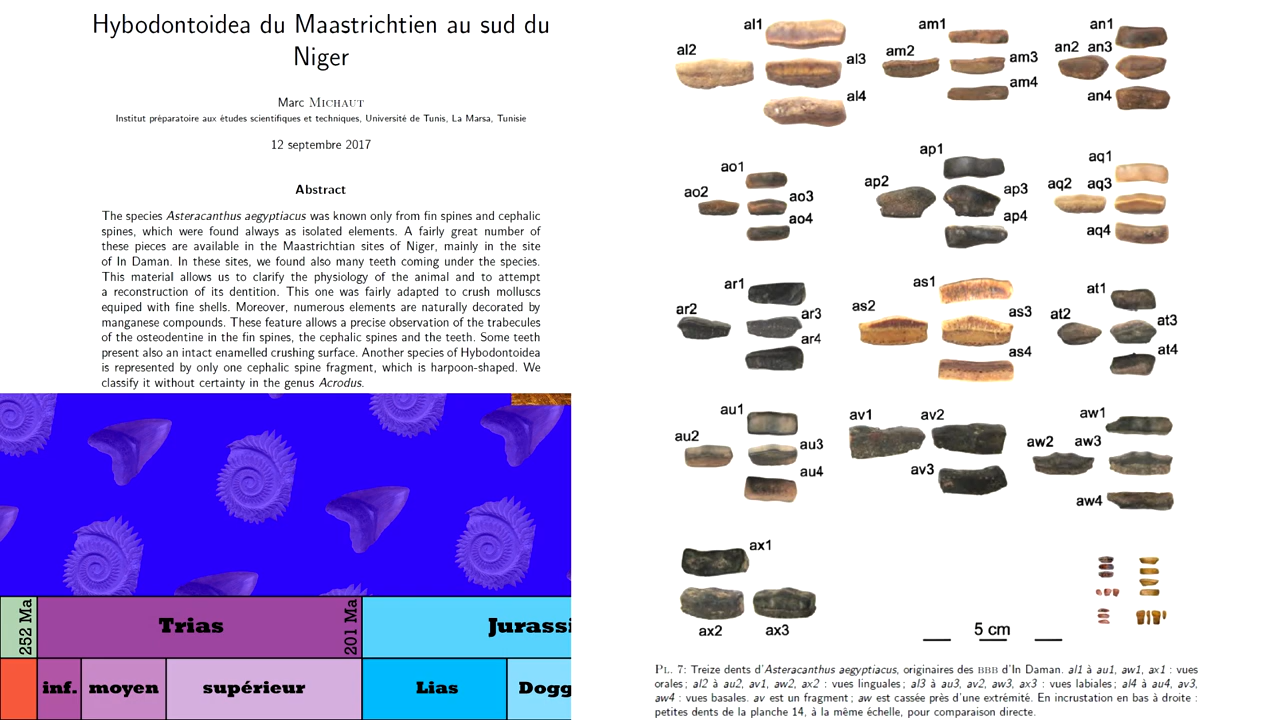 Hybodontoidea du Maastrichtien au sud du
Niger
Marc Michaut
Institut préparatoire aux études scientifiques et techniques, Université de Tunis, La Marsa, Tunisie
12 septembre 2017
Abstract
The species Asteracanthus aegyptiacus was known only from fin spines and cephalic
spines, which were found always as isolated elements. A fairly great number of
these pieces are available in the Maastrichtian sites of Niger, mainly in the site
of In Daman. In these sites, we found also many teeth coming under the species.
This material allows us to clarify the physiology of the animal and to attempt
a reconstruction of its dentition. This one was fairly adapted to crush molluscs
equiped with fine shells. Moreover, numerous elements are naturally decorated by
manganese compounds. These feature allows a precise observation of the trabecules
of the osteodentine in the fin spines, the cephalic spines and the teeth. Some teeth
present also an intact enamelled crushing surface. Another species of Hybodontoidea
is represented by only one cephalic spine fragment, which is harpoon-shaped. We
classify it without certainty in the genus Acrodus.
252 Ma
Trias
201 Ma
Jurassi
inf.
moyen
supérieur
Lias
Dogg
al1
al2
al3
al4
am1
am2
am3
am4
an1
an2 an3
an4
ao1
ao2
ao3
ao4
ap1
ap2
ap3
ap4
aq1
aq2 aq3
aq4
ar1
ar2
ar3
ar4
as1
as2
as3
as4
at1
at2
at3
at4
au1
au2
au3
au4
av1
av2
av3
aw1
aw2 aw3
aw4
ax1
ax2
ax3
5 cm
Pl. 7: Treize dents d'Asteracanthus aegyptiacus, originaires des BBB d'In Daman. al1 à au1, aw1, ax1 : vues
orales; al2 à au2, av1, aw2, ax2 : vues linguales; al3 à au3, av2, aw3, ax3 : vues labiales; al4 à au4, av3,
aw4 : vues basales. av est un fragment; aw est cassée près d'une extrémité. En incrustation en bas à droite :
petites dents de la planche 14, à la même échelle, pour comparaison directe.